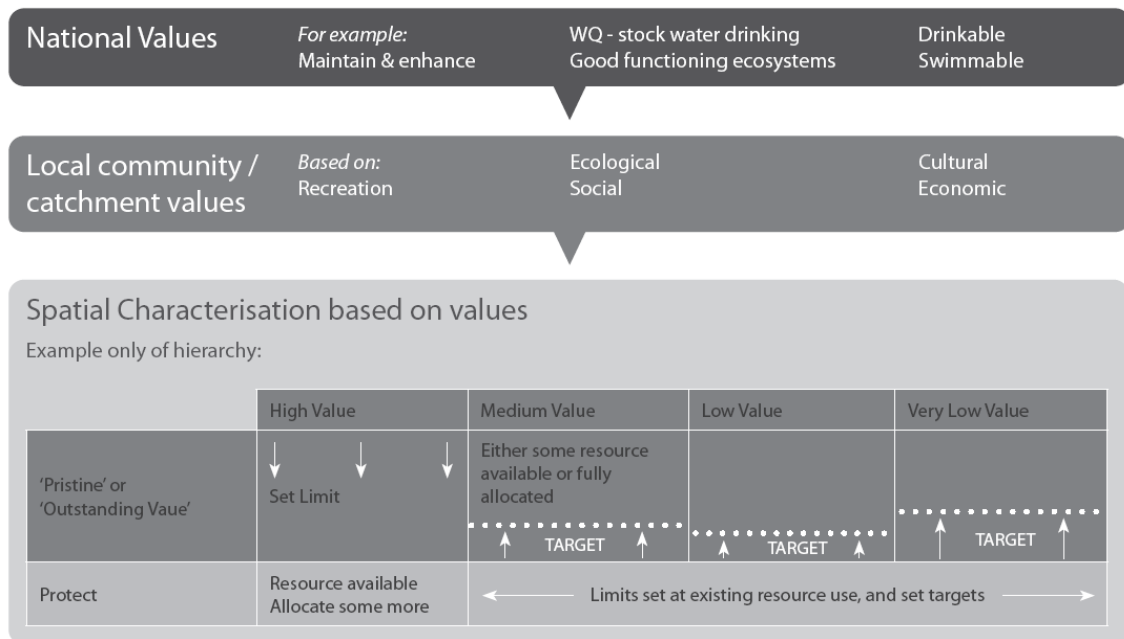 National Values
For example:
Maintain & enhance
WQ - stock water drinking
Good functioning ecosystems
Drinkable
Swimmable
Local community /
catchment values
Based on:
Recreation
Ecological
Social
Cultural
Economic
Spatial Characterisation based on values
Example only of hierarchy:
High Value
Medium Value
Low Value
Very Low Value
'Pristine' or
'Outstanding Vaue'
Set Limit
Either some resource
available or fully
allocated
TARGET
TARGET
TARGET
Protect
Resource available
Allocate some more
Limits set at existing resource use, and set targets